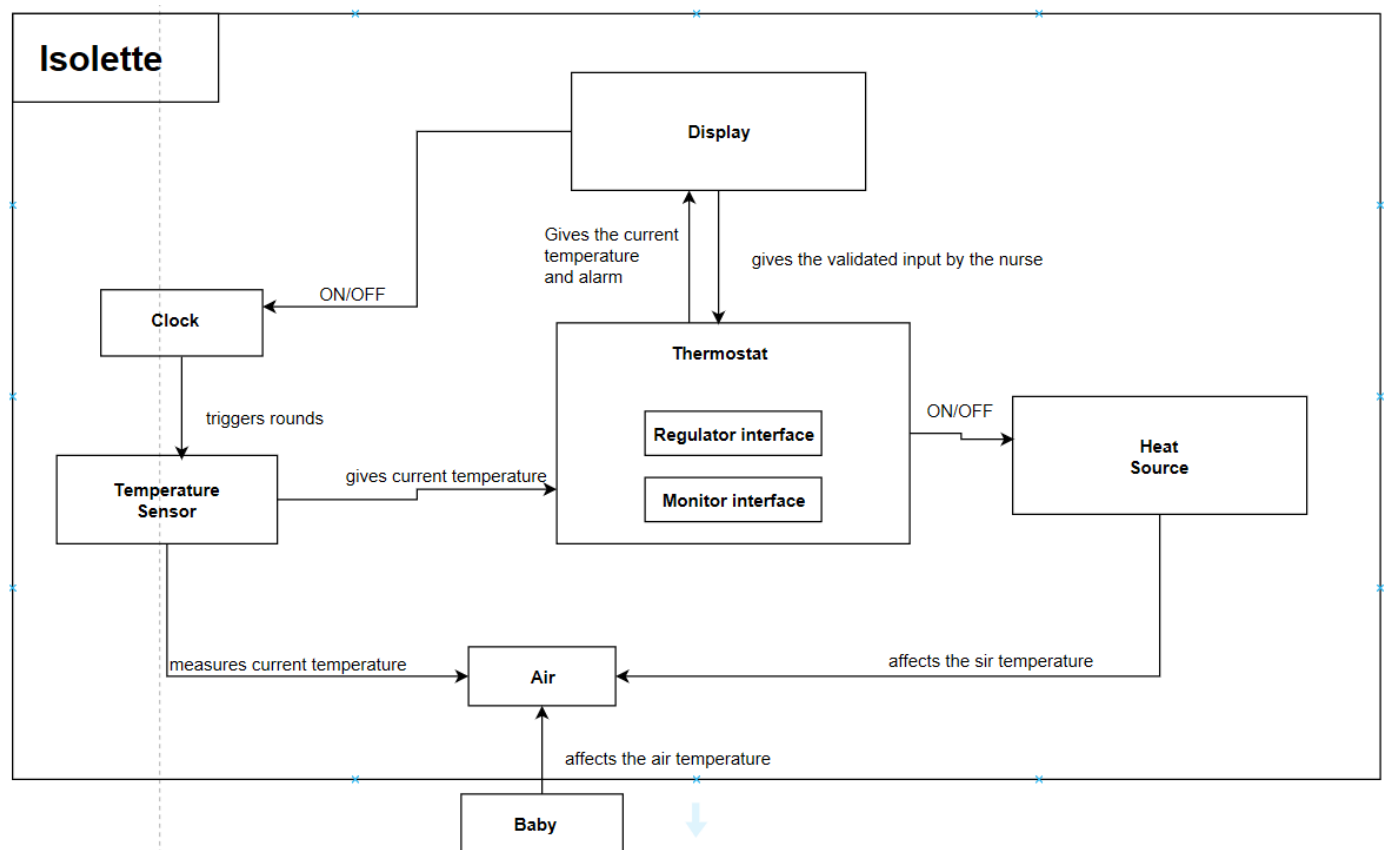 Isolette
Display
Gives the current
temperature
and alarm
gives the validated input by the nurse
ON/OFF
Clock
triggers rounds
Thermostat
Regulator interface
Monitor interface
ON/OFF
Heat
Source
gives current temperature
Temperature
Sensor
measures current temperature
Air
affects the sir temperature
affects the air temperature
Baby